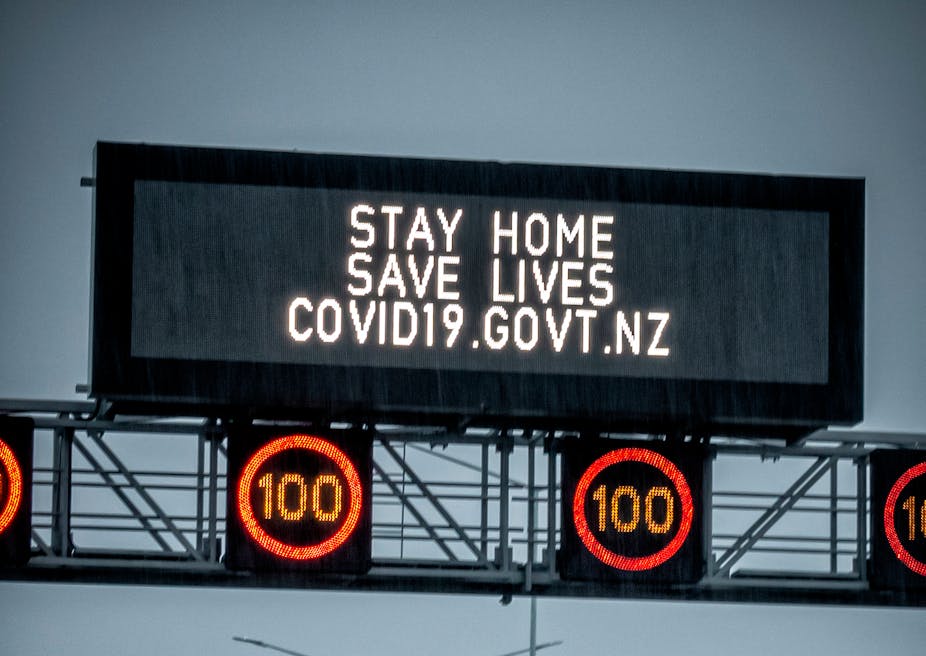 STAY HOME
SAVE LIVES
COVID19.GOVT.NZ
100
100